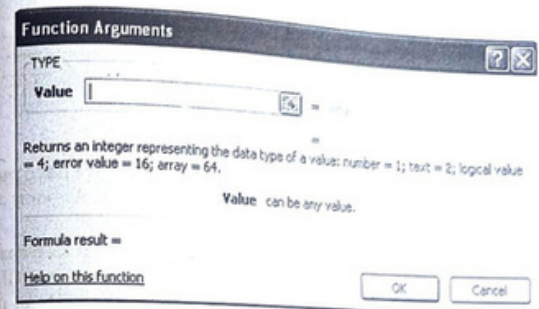 Function Arguments
TYPE
Value =
=
Returns an integer representing the data type of a value: number = 1; text = 2; logical value
= 4; error value = 16; array = 64.
Value can be any value.
Formula result =
Help on this function
OK Cancel